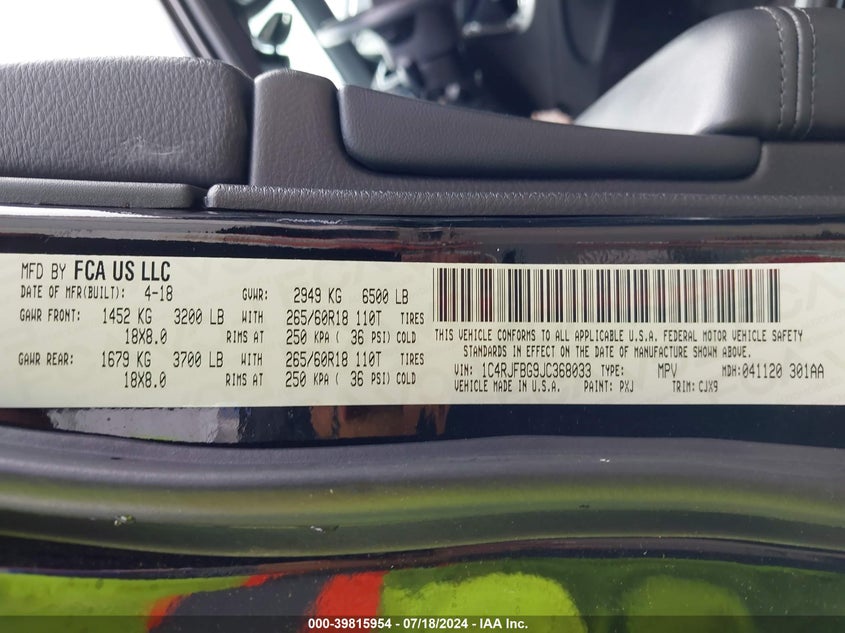 MFD BY FCA US LLC
DATE OF MFR(BUILT): 4-18 GVWR: 2949 KG 6500 LB
GAWR FRONT: 1452 KG 3200 LB WITH 265/60R18 110T TIRES
18X8.0 RIMS AT 250 KPA ( 36 PSI) COLD
GAWR REAR: 1679 KG 3700 LB WITH 265/60R18 110T TIRES
18X8.0 RIMS AT 250 KPA ( 36 PSI) COLD
THIS VEHICLE CONFORMS TO ALL APPLICABLE U.S.A. FEDERAL MOTOR VEHICLE SAFETY
STANDARDS IN EFFECT ON THE DATE OF MANUFACTURE SHOWN ABOVE.
VIN: 1C4RJFBG9JC368033 TYPE: MPV MDH: 041120 301AA
VEHICLE MADE IN U.S.A. PAINT: PXJ TRIM: CJX9
000-39815954 - 07/18/2024 - IAA Inc.